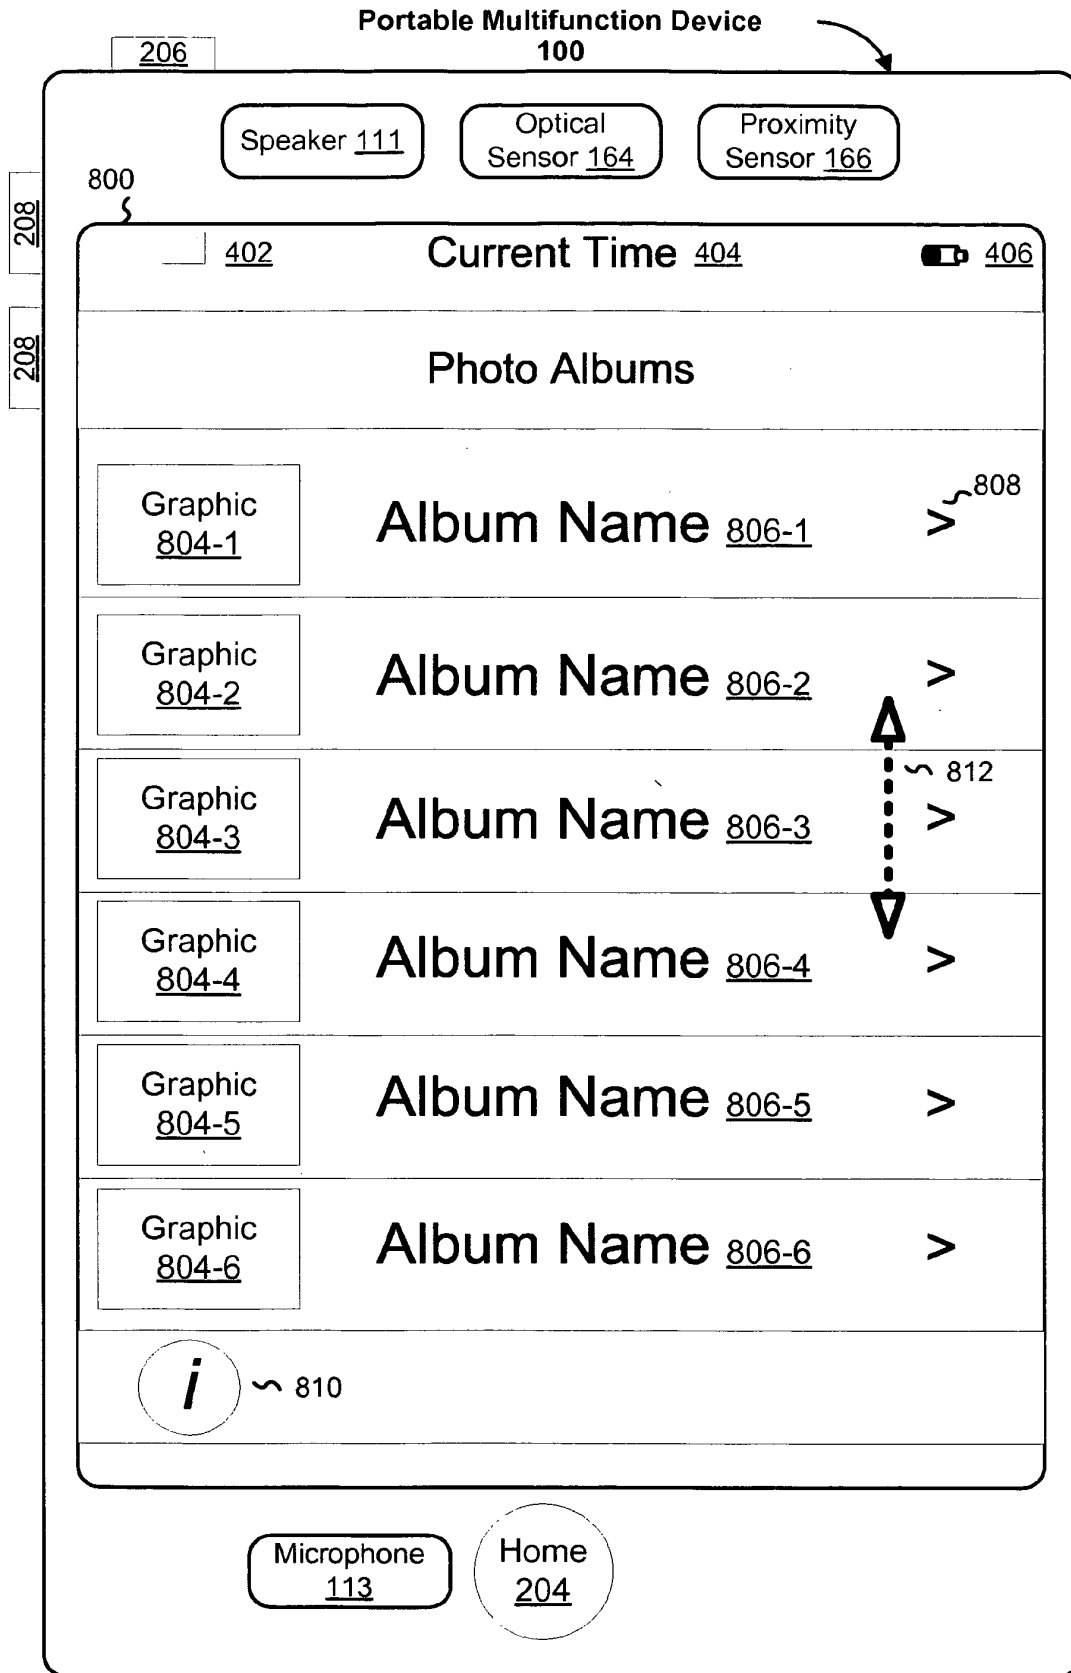 Portable Multifunction Device
100
206
Speaker 111
Optical
Sensor 164
Proximity
Sensor 166
800
208
208
402
Current Time 404
406
Photo Albums
Graphic
804-1
Album Name 806-1
>
808
Graphic
804-2
Album Name 806-2
>
812
Graphic
804-3
Album Name 806-3
>
Graphic
804-4
Album Name 806-4
>
Graphic
804-5
Album Name 806-5
>
Graphic
804-6
Album Name 806-6
>
i
810
Microphone
113
Home
204